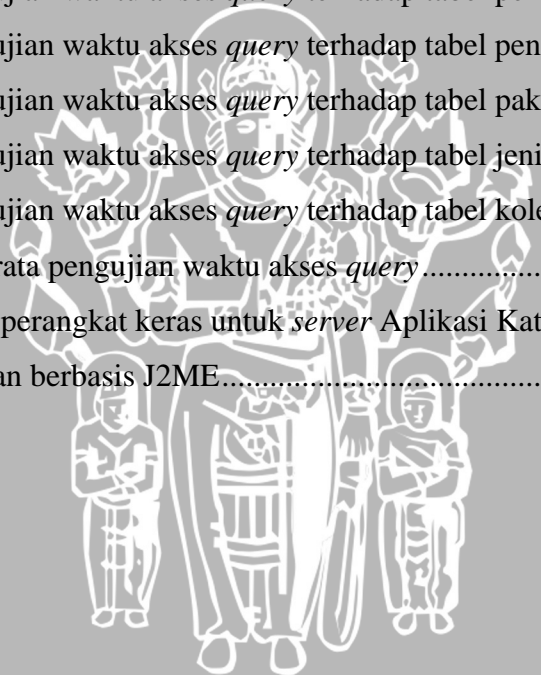 ujian waktu akses query terhadap tabel pen
ujian waktu akses query terhadap tabel pak
ujian waktu akses query terhadap tabel jeni
ujian waktu akses query terhadap tabel kole
rata pengujian waktu akses query...............
perangkat keras untuk server Aplikasi Kat
an berbasis J2ME........................................